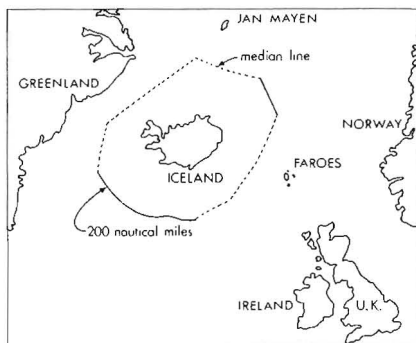 JAN MAYEN
median line
GREENLAND
NORWAY
ICELAND
FAROES
200 nautical miles
IRELAND
U.K.